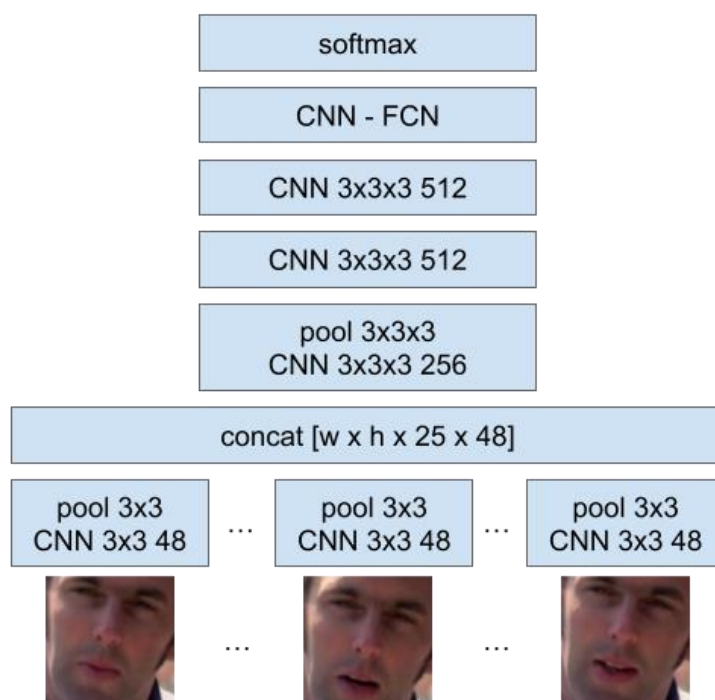 softmax
CNN - FCN
CNN 3x3x3 512
CNN 3x3x3 512
pool 3x3x3
CNN 3x3x3 256
concat [w x h x 25 x 48]
pool 3x3
CNN 3x3 48
...
pool 3x3
CNN 3x3 48
...
pool 3x3
CNN 3x3 48
...
...